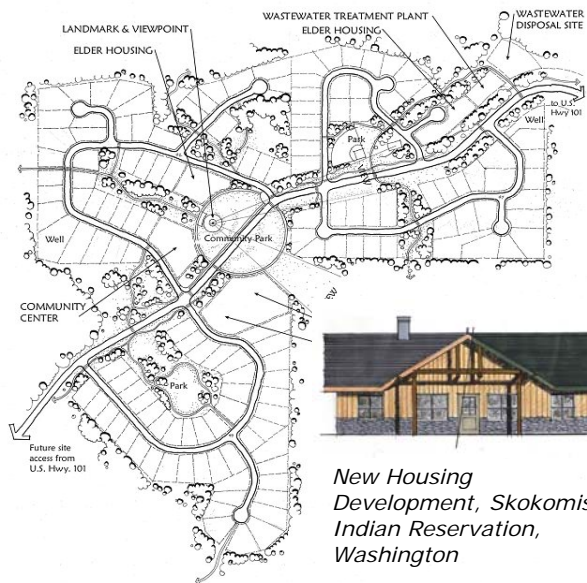 LANDMARK & VIEWPOINT
ELDER HOUSING
WASTEWATER TREATMENT PLANT
ELDER HOUSING
WASTEWATER
DISPOSAL SITE
to U.S.
Hwy 101
Well
Park
Well
Community Park
COMMUNITY
CENTER
Park
Future site
access from
U.S. Hwy. 101
New Housing
Development, Skokomis
Indian Reservation,
Washington